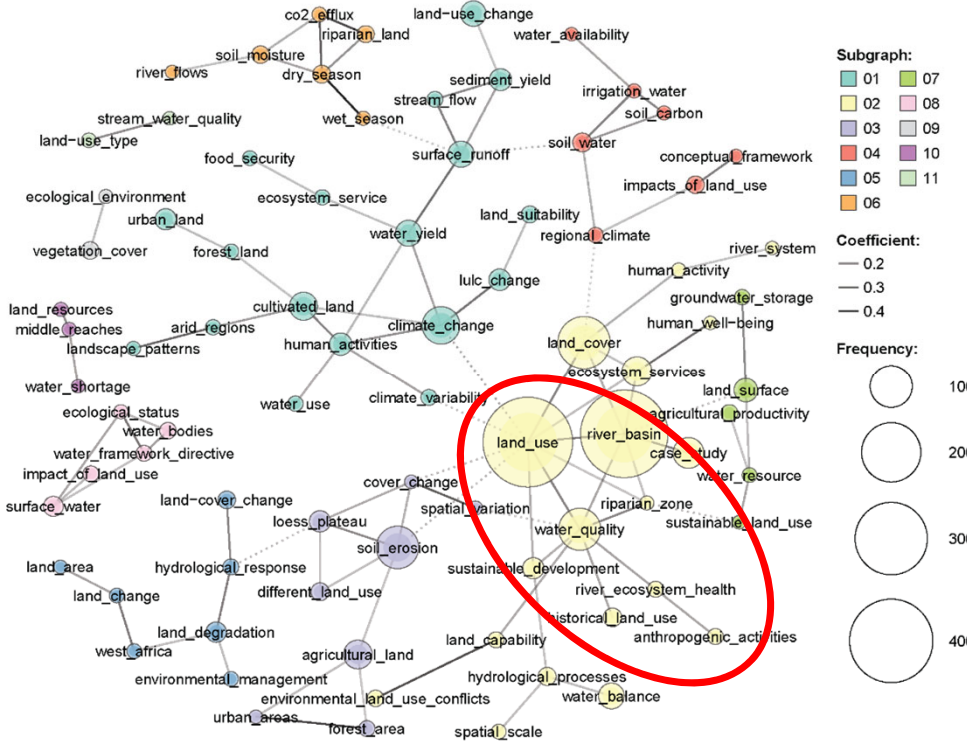 co2_efflux
land-use_change
riparian_land
water_availability
soil_moisture
river_flows
dry_season
sediment_yield
irrigation_water
stream_flow
soil_carbon
stream_water_quality
wet_season
land-use_type
soil_water
food_security
surface_runoff
conceptual_framework
impacts_of_land_use
ecological_environment
ecosystem_service
urban_land
land_suitability
water_yield
regional_climate
vegetation_cover
forest_land
river_system
human_activity
lulc_change
groundwater_storage
land_resources
cultivated_land
middle_reaches
arid_regions
climate_change
human_well-being
landscape_patterns
human_activities
land_cover
ecosystem_services
water_shortage
land_surface
water_use
climate_variability
ecological_status
agricultural_productivity
water_bodies
land_use
river_basin
water_framework_directive
case_study
impact_of_land_use
cover_change
water_resource
land-cover_change
surface_water
spatial_variation
riparian_zone
loess_plateau
sustainable_land_use
water_quality
soil_erosion
land_area
hydrological_response
sustainable_development
different_land_use
river_ecosystem_health
land_change
historical_land_use
land_degradation
land_capability
anthropogenic_activities
west_africa
agricultural_land
environmental_management
hydrological_processes
environmental_land_use_conflicts
water_balance
urban_areas
forest_area
spatial_scale
Subgraph:
01 07
02 08
03 09
04 10
05 11
06
Coefficient:
0.2
0.3
0.4
Frequency:
100
200
300
400